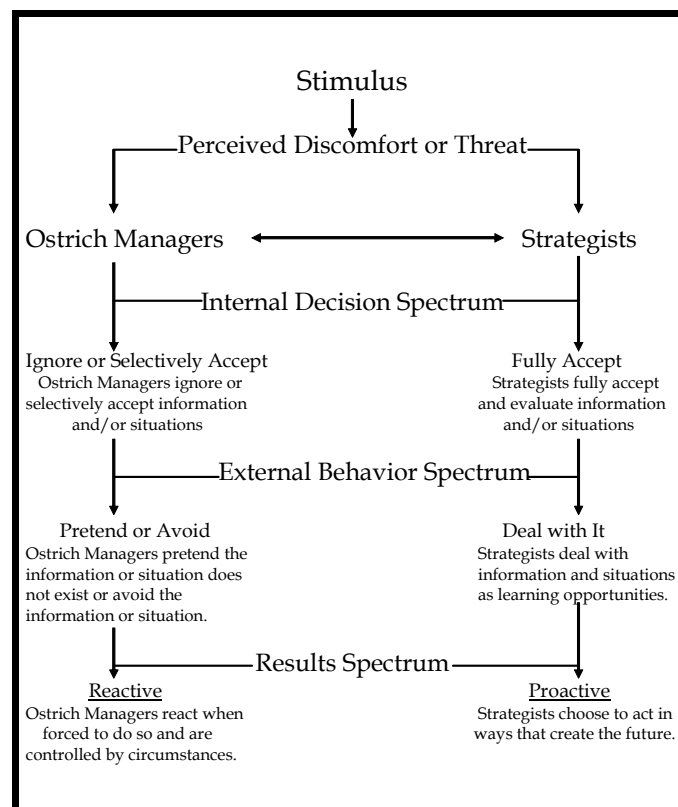 Stimulus
Perceived Discomfort or Threat
Ostrich Managers
Strategists
Internal Decision Spectrum
Ignore or Selectively Accept
Ostrich Managers ignore or
selectively accept information
and/or situations
Fully Accept
Strategists fully accept
and evaluate information
and/or situations
External Behavior Spectrum
Pretend or Avoid
Ostrich Managers pretend the
information or situation does
not exist or avoid the
information or situation.
Deal with It
Strategists deal with
information and situations
as learning opportunities.
Results Spectrum
Reactive
Ostrich Managers react when
forced to do so and are
controlled by circumstances.
Proactive
Strategists choose to act in
ways that create the future.